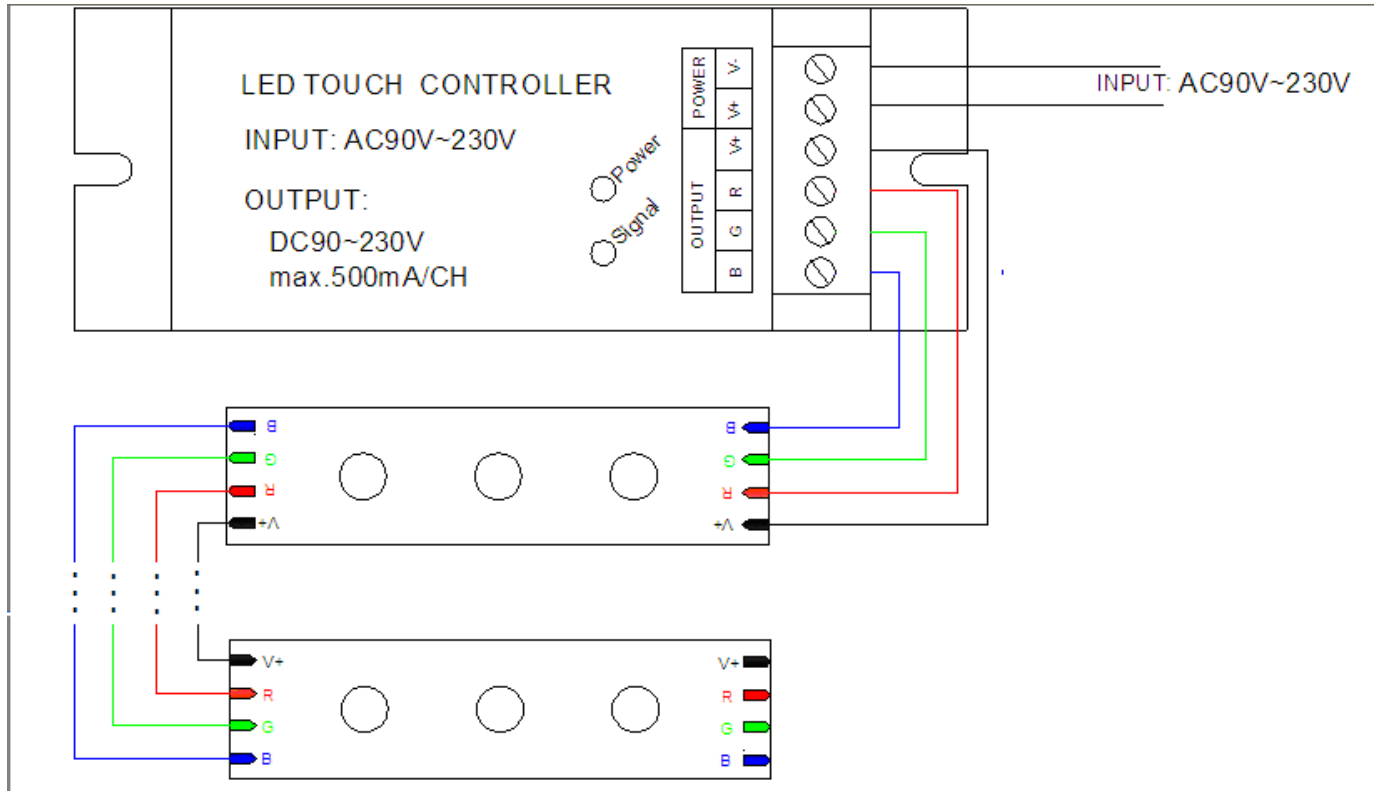 LED TOUCH CONTROLLER
INPUT: AC90V~230V
OUTPUT:
DC90~230V
max.500mA/CH
Power
Signal
POWER
V-
V+
OUTPUT
V+
R
G
B
INPUT: AC90V~230V
B
G
R
V+
B
G
R
V+
V+
R
G
B
V+
R
G
B